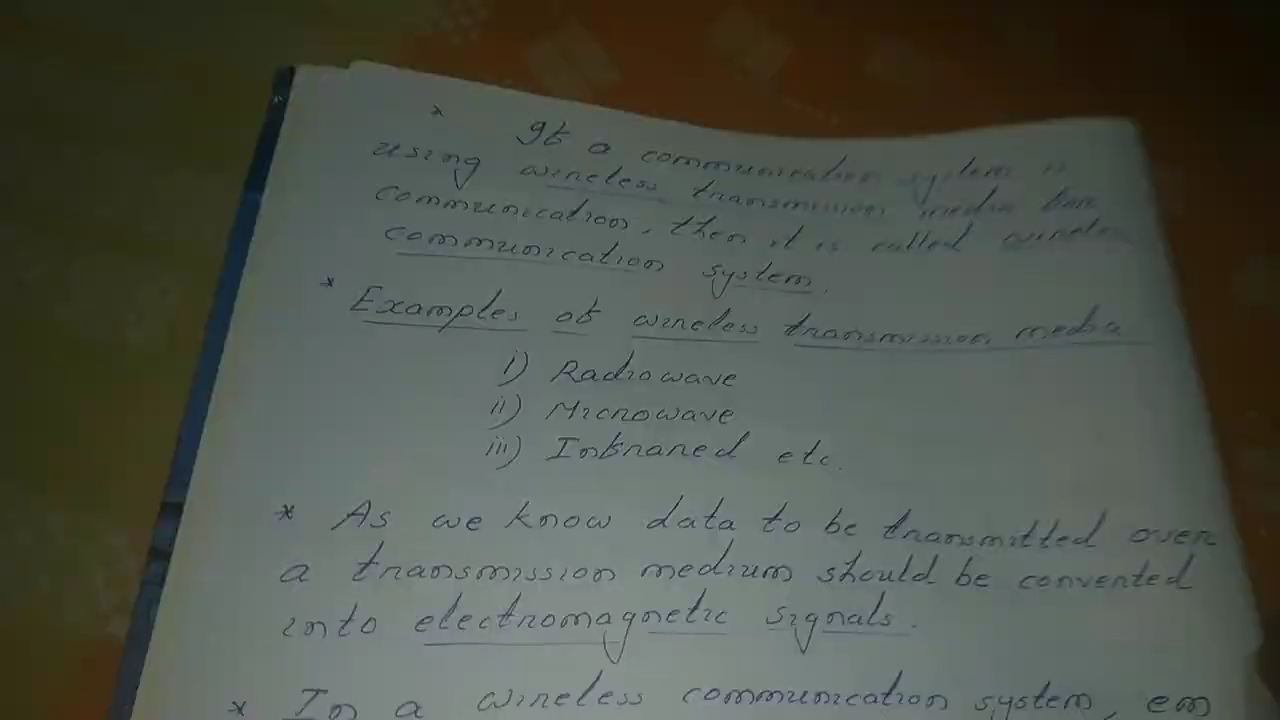 * If a communication system is
using wireless transmission media for
communication, then it is called wireless
communication system.
* Examples of wireless transmission media
i) Radiowave
ii) Microwave
iii) Infrared etc.
* As we know data to be transmitted over
a transmission medium should be converted
into electromagnetic signals.
* In a wireless communication system, em